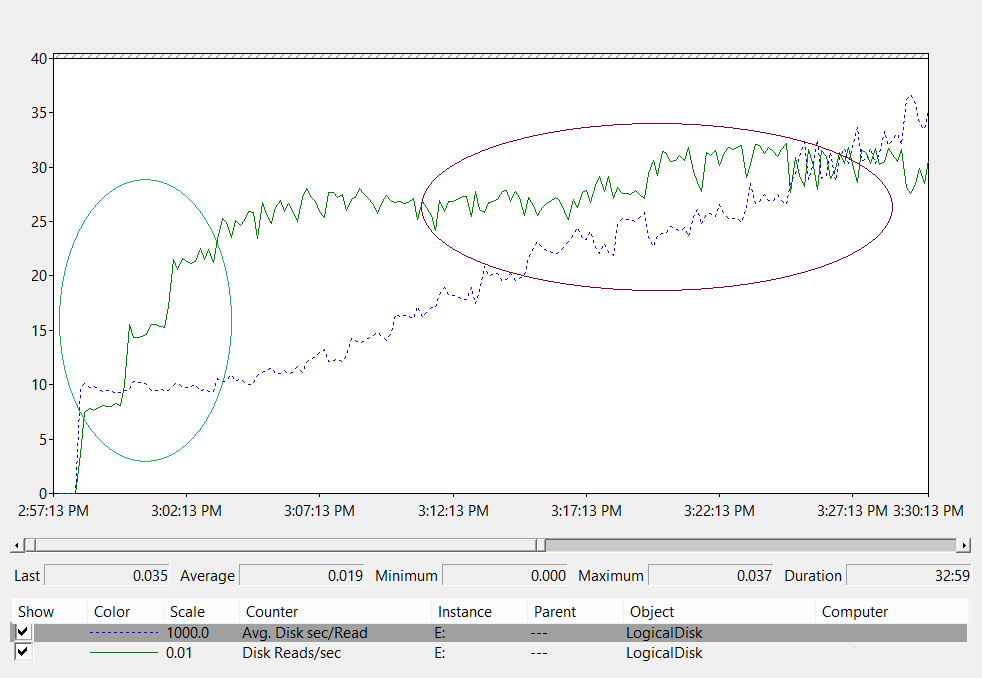 40
35
30
25
20
15
10
5
0
2:57:13 PM 3:02:13 PM 3:07:13 PM 3:12:13 PM 3:17:13 PM 3:22:13 PM 3:27:13 PM 3:30:13 PM
Last 0.035 Average 0.019 Minimum 0.000 Maximum 0.037 Duration 32:59
Show Color Scale Counter Instance Parent Object Computer
1000.0 Avg. Disk sec/Read E: --- LogicalDisk
0.01 Disk Reads/sec E: --- LogicalDisk